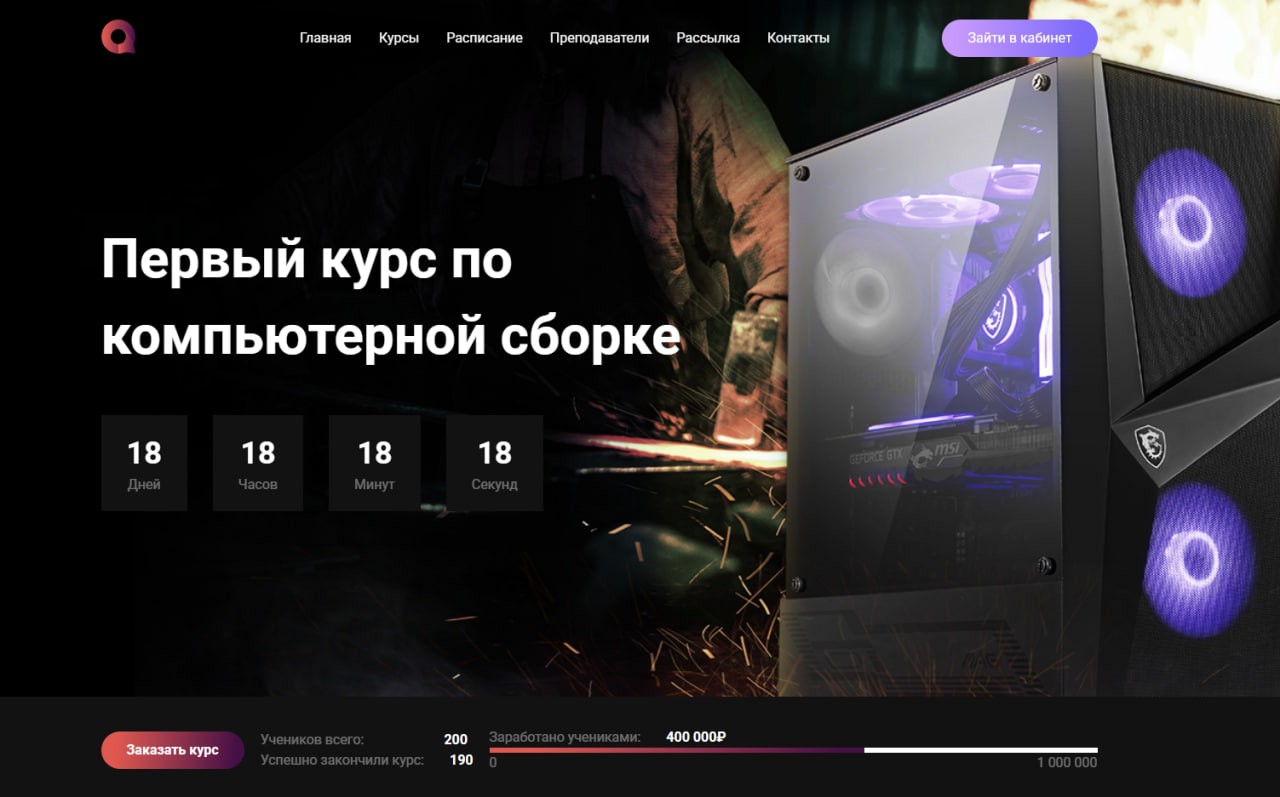 Главная Курсы Расписание Преподаватели Рассылка Контакты Зайти в кабинет
Первый курс по
компьютерной сборке
18 18 18 18
Дней Часов Минут Секунд
GEFORCE GTX msi
Заказать курс
Учеников всего: 200
Успешно закончили курс: 190
Заработано учениками: 400 000₽
0 1 000 000